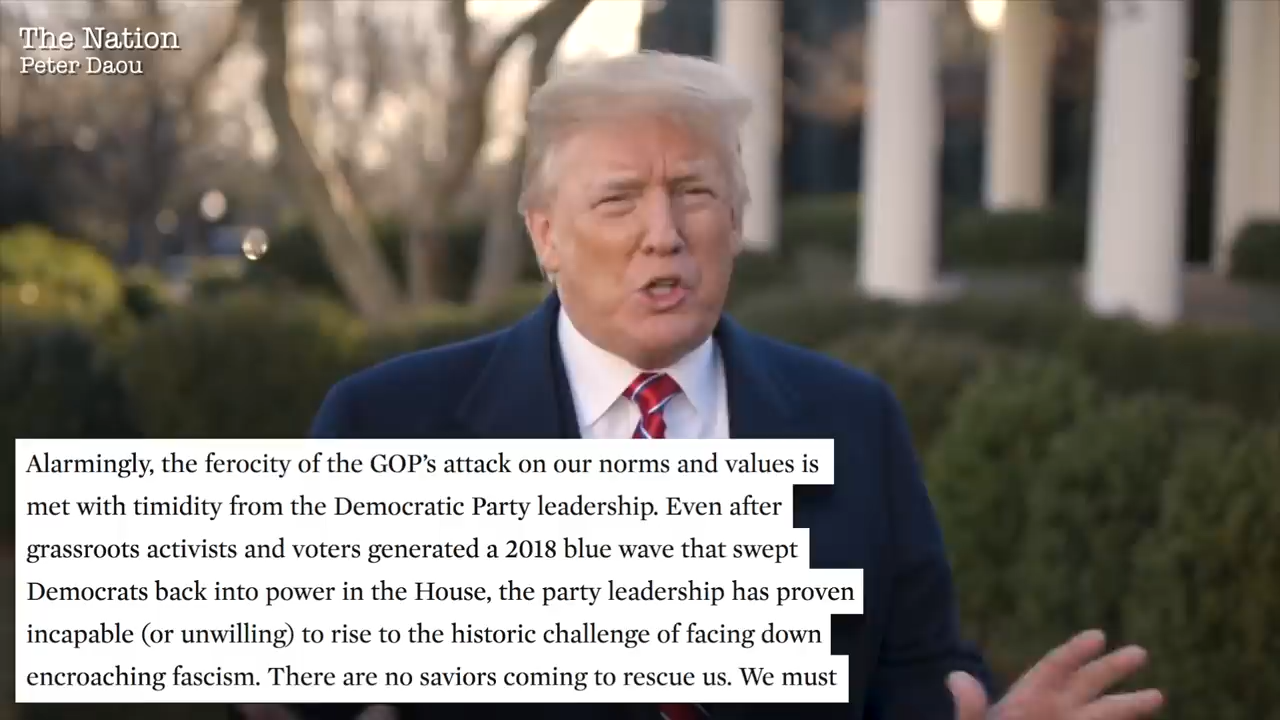 The Nation
Peter Daou
Alarmingly, the ferocity of the GOP’s attack on our norms and values is
met with timidity from the Democratic Party leadership. Even after
grassroots activists and voters generated a 2018 blue wave that swept
Democrats back into power in the House, the party leadership has proven
incapable (or unwilling) to rise to the historic challenge of facing down
encroaching fascism. There are no saviors coming to rescue us. We must